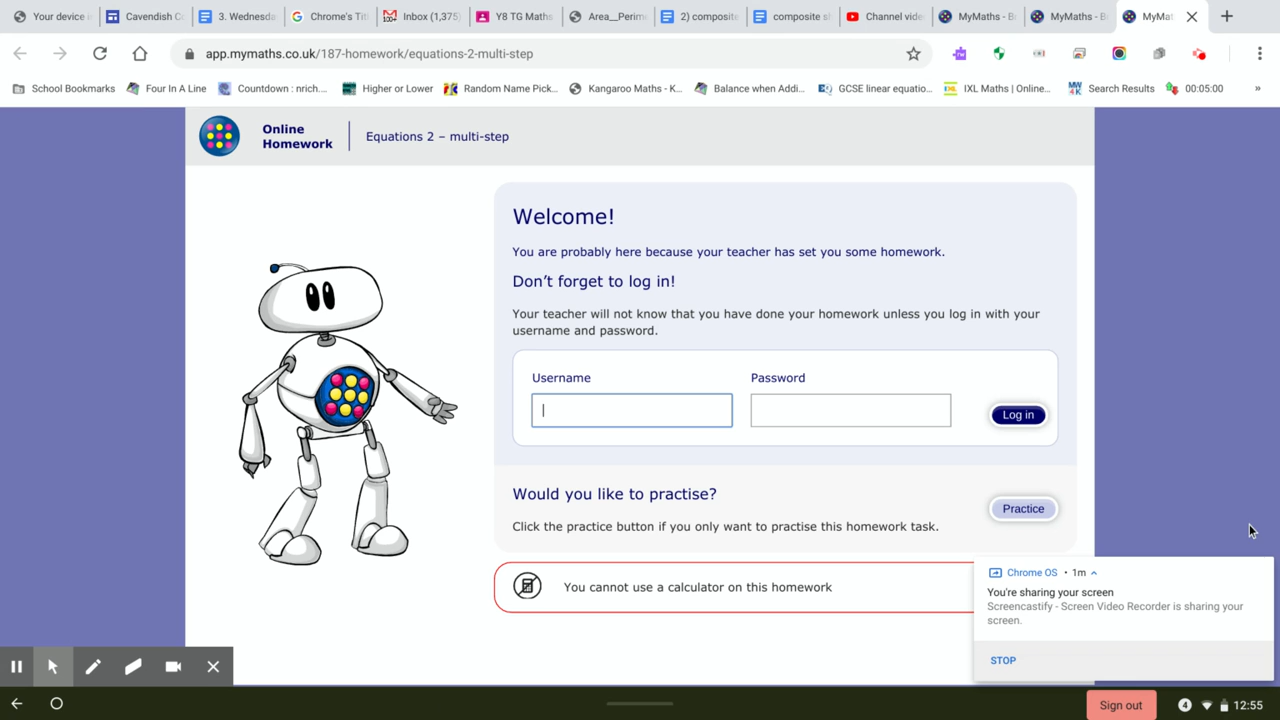 Your device i
Cavendish Co
3. Wednesda
Chrome's Titl
Inbox (1,375)
Y8 TG Maths
Area__Perime
2) composite
composite sh
Channel vide
MyMaths - Br
MyMaths - Br
MyMat
app.mymaths.co.uk/187-homework/equations-2-multi-step
School Bookmarks
Four In A Line
Countdown : nrich....
Higher or Lower
Random Name Pick...
Kangaroo Maths - K...
Balance when Addi...
GCSE linear equatio...
IXL Maths | Online...
Search Results
00:05:00
»
Online
Homework
Equations 2 – multi-step
Welcome!
You are probably here because your teacher has set you some homework.
Don't forget to log in!
Your teacher will not know that you have done your homework unless you log in with your
username and password.
Username
Password
Log in
Would you like to practise?
Practice
Click the practice button if you only want to practise this homework task.
You cannot use a calculator on this homework
Chrome OS • 1m
You're sharing your screen
Screencastify - Screen Video Recorder is sharing your
screen.
STOP
Sign out
4
12:55